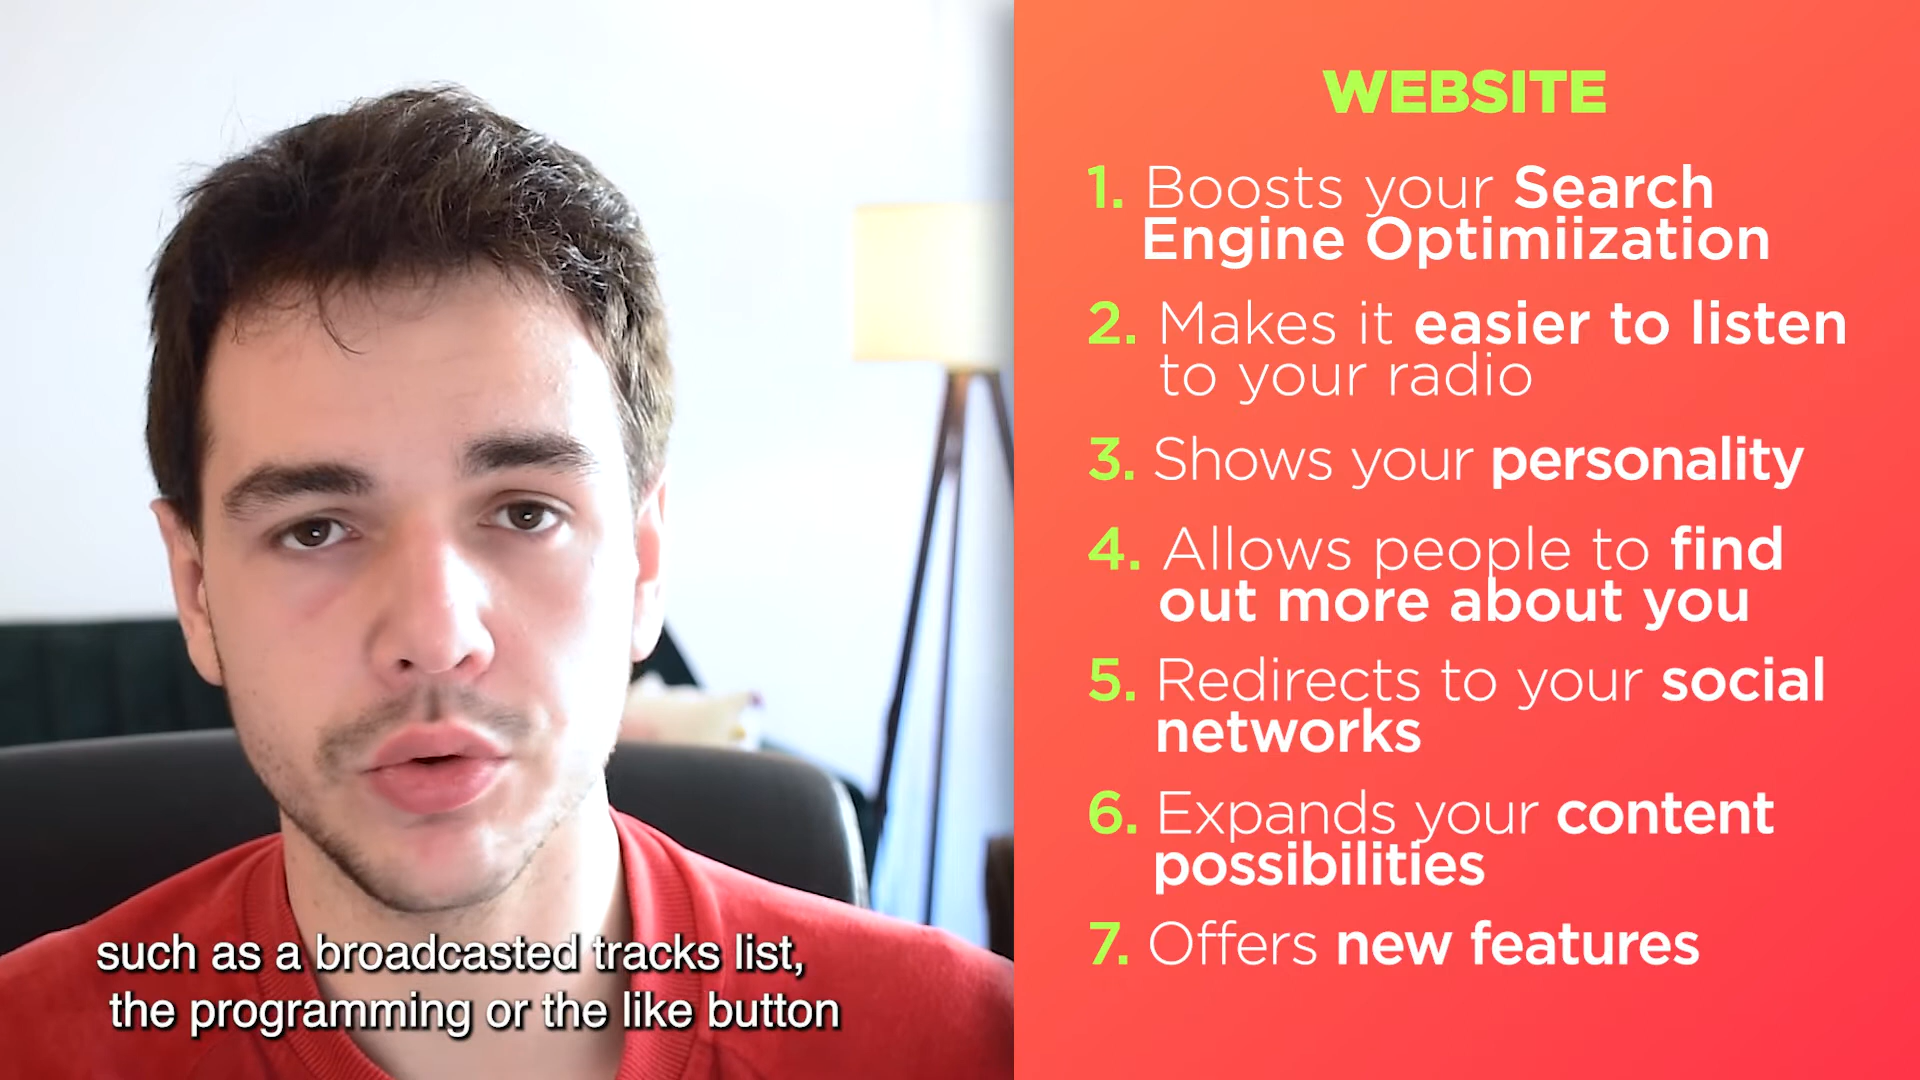 WEBSITE
1. Boosts your Search
Engine Optimiization
2. Makes it easier to listen
to your radio
3. Shows your personality
4. Allows people to find
out more about you
5. Redirects to your social
networks
6. Expands your content
possibilities
7. Offers new features
such as a broadcasted tracks list,
the programming or the like button